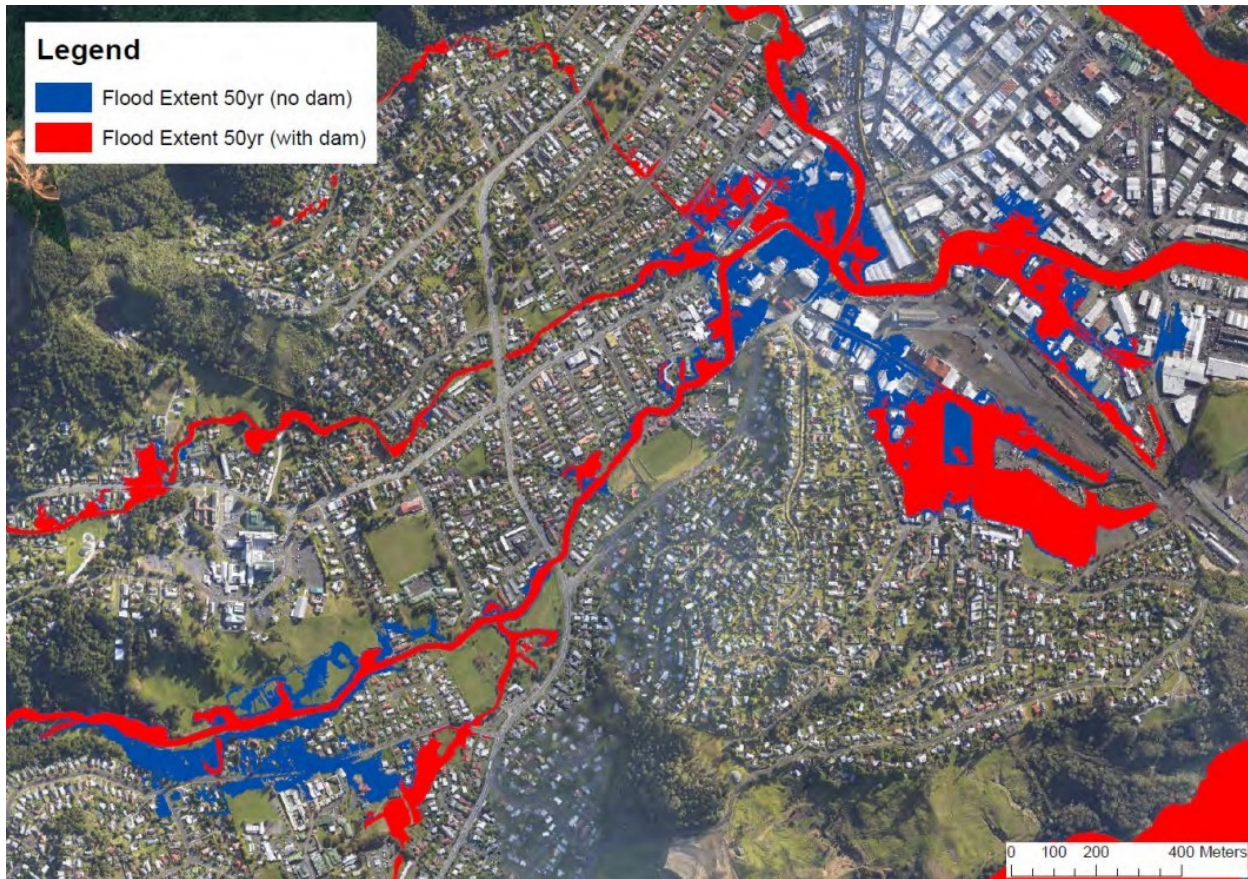 Legend
Flood Extent 50yr (no dam)
Flood Extent 50yr (with dam)
0 100 200 400 Meters